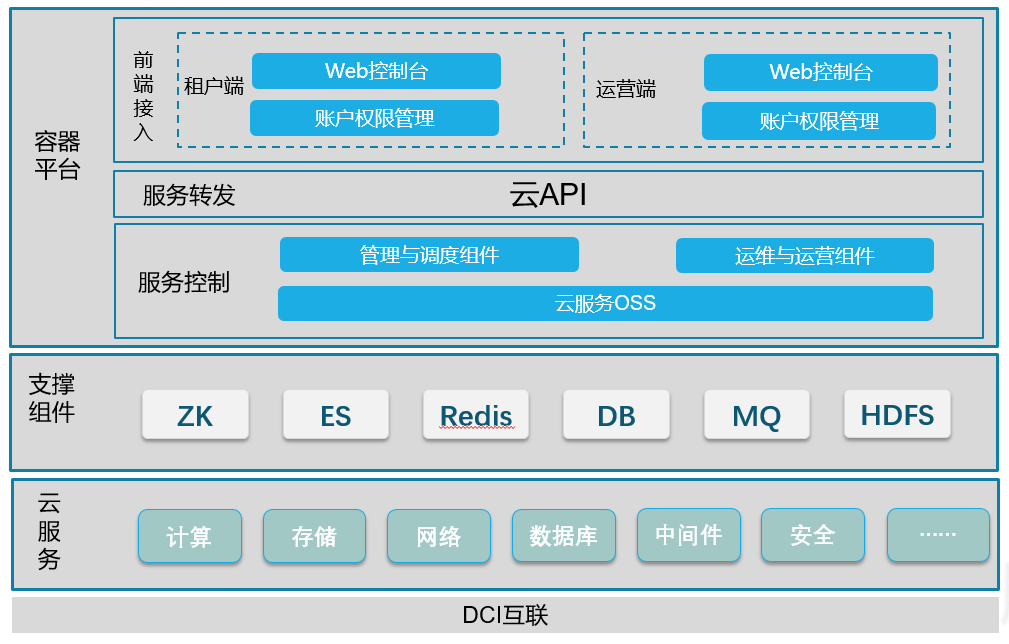 容器
平台
前
端
接
入
租户端
Web控制台
账户权限管理
运营端
Web控制台
账户权限管理
服务转发
云API
服务控制
管理与调度组件
运维与运营组件
云服务OSS
支撑
组件
ZK
ES
Redis
DB
MQ
HDFS
云
服
务
计算
存储
网络
数据库
中间件
安全
……
DCI互联